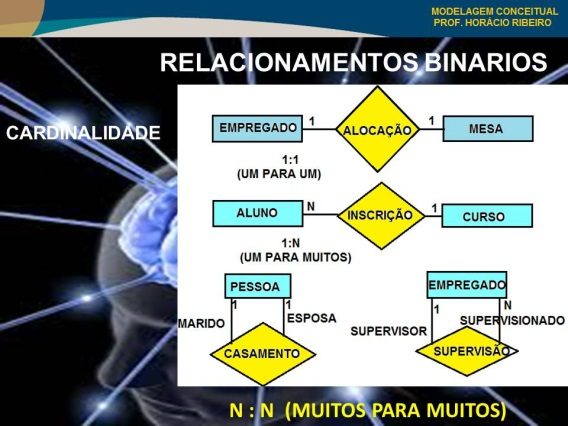 MODELAGEM CONCEITUAL
PROF. HORÁCIO RIBEIRO
RELACIONAMENTOS BINARIOS
CARDINALIDADE
EMPREGADO 1 ALOCAÇÃO 1 MESA
1:1
(UM PARA UM)
ALUNO N INSCRIÇÃO 1 CURSO
1:N
(UM PARA MUITOS)
PESSOA
1 1
MARIDO ESPOSA
CASAMENTO
EMPREGADO
1 N
SUPERVISOR SUPERVISIONADO
SUPERVISÃO
N : N (MUITOS PARA MUITOS)